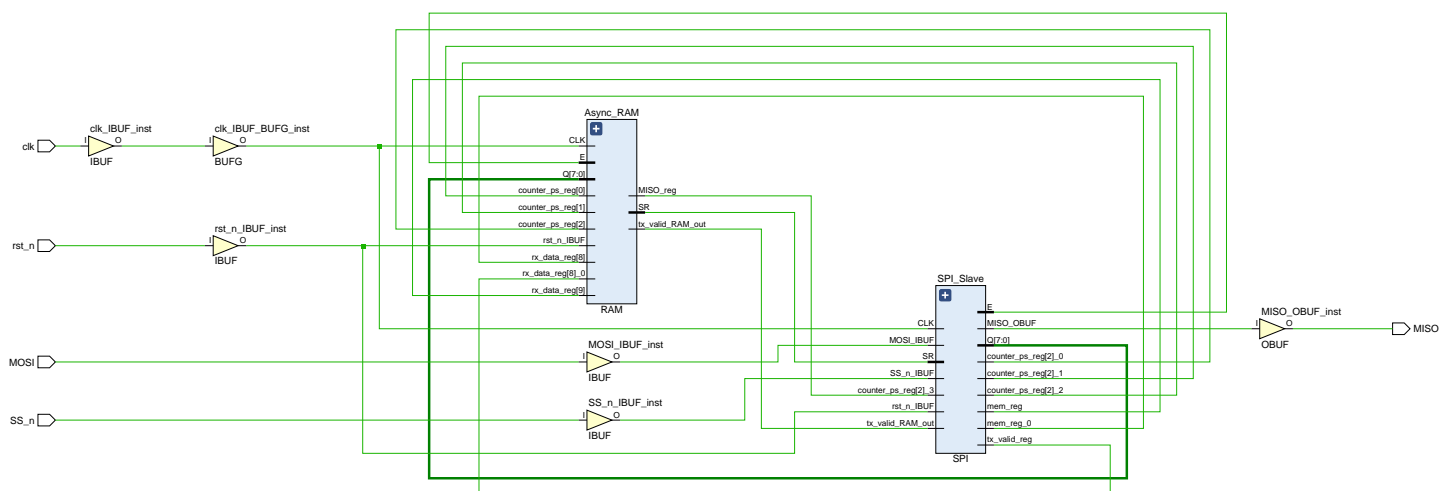 Async_RAM
clk_IBUF_inst
clk_IBUF_BUFG_inst
clk
I
O
IBUF
I
O
BUFG
CLK
E
Q[7:0]
counter_ps_reg[0]
counter_ps_reg[1]
counter_ps_reg[2]
rst_n_IBUF
rx_data_reg[8]
rx_data_reg[8]_0
rx_data_reg[9]
MISO_reg
SR
tx_valid_RAM_out
RAM
rst_n_IBUF_inst
rst_n
I
O
IBUF
SPI_Slave
CLK
MOSI_IBUF
SR
SS_n_IBUF
counter_ps_reg[2]_3
rst_n_IBUF
tx_valid_RAM_out
E
MISO_OBUF
Q[7:0]
counter_ps_reg[2]_0
counter_ps_reg[2]_1
counter_ps_reg[2]_2
mem_reg
mem_reg_0
tx_valid_reg
SPI
MISO_OBUF_inst
I
O
MISO
OBUF
MOSI_IBUF_inst
MOSI
I
O
IBUF
SS_n_IBUF_inst
SS_n
I
O
IBUF